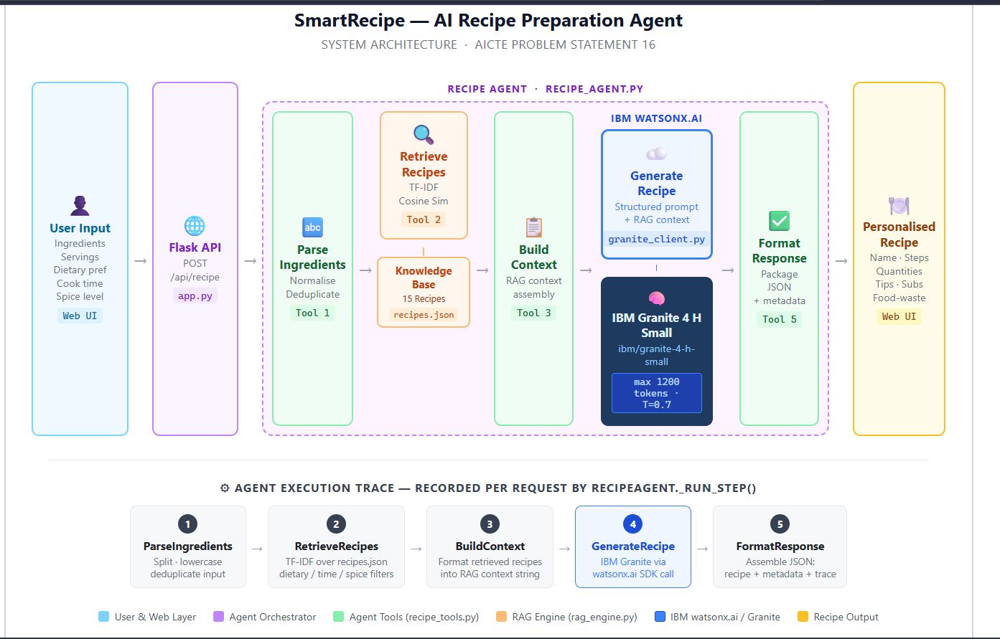 SmartRecipe — AI Recipe Preparation Agent
SYSTEM ARCHITECTURE · AICTE PROBLEM STATEMENT 16
User Input
Ingredients
Servings
Dietary pref
Cook time
Spice level
Web UI
→
Flask API
POST
/api/recipe
app.py
→
RECIPE AGENT · RECIPE_AGENT.PY
abc
Parse
Ingredients
Normalise
Deduplicate
Tool 1
→
Retrieve
Recipes
TF-IDF
Cosine Sim
Tool 2
Knowledge
Base
15 Recipes
recipes.json
→
Build
Context
RAG context
assembly
Tool 3
→
IBM WATSONX.AI
Generate
Recipe
Structured prompt
+ RAG context
granite_client.py
IBM Granite 4 H
Small
ibm/granite-4-h-
small
max 1200
tokens ·
T=0.7
→
Format
Response
Package
JSON
+ metadata
Tool 5
→
Personalised
Recipe
Name · Steps
Quantities
Tips · Subs
Food-waste
Web UI
⚙ AGENT EXECUTION TRACE — RECORDED PER REQUEST BY RECIPEAGENT._RUN_STEP()
1
ParseIngredients
Split · lowercase
deduplicate input
→
2
RetrieveRecipes
TF-IDF over recipes.json
dietary / time / spice filters
→
3
BuildContext
Format retrieved recipes
into RAG context string
→
4
GenerateRecipe
IBM Granite via
watsonx.ai SDK call
→
5
FormatResponse
Assemble JSON:
recipe + metadata + trace
User & Web Layer
Agent Orchestrator
Agent Tools (recipe_tools.py)
RAG Engine (rag_engine.py)
IBM watsonx.ai / Granite
Recipe Output